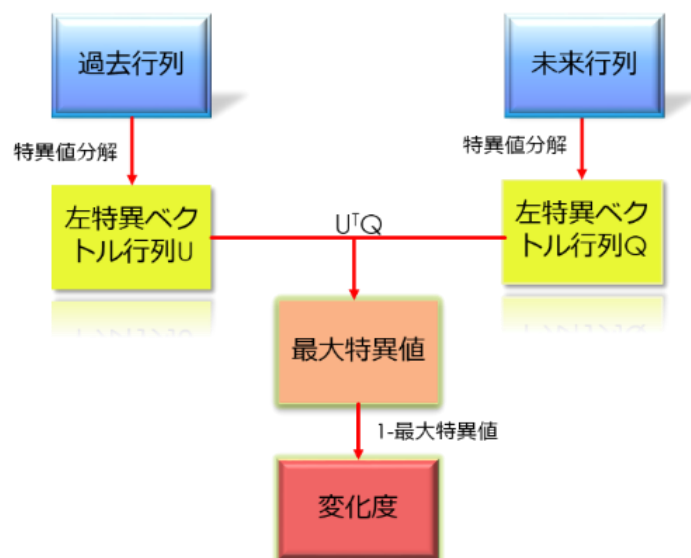 過去行列
未来行列
特異値分解
特異値分解
左特異ベク
トル行列U
UᵀQ
左特異ベク
トル行列Q
最大特異値
1-最大特異値
変化度